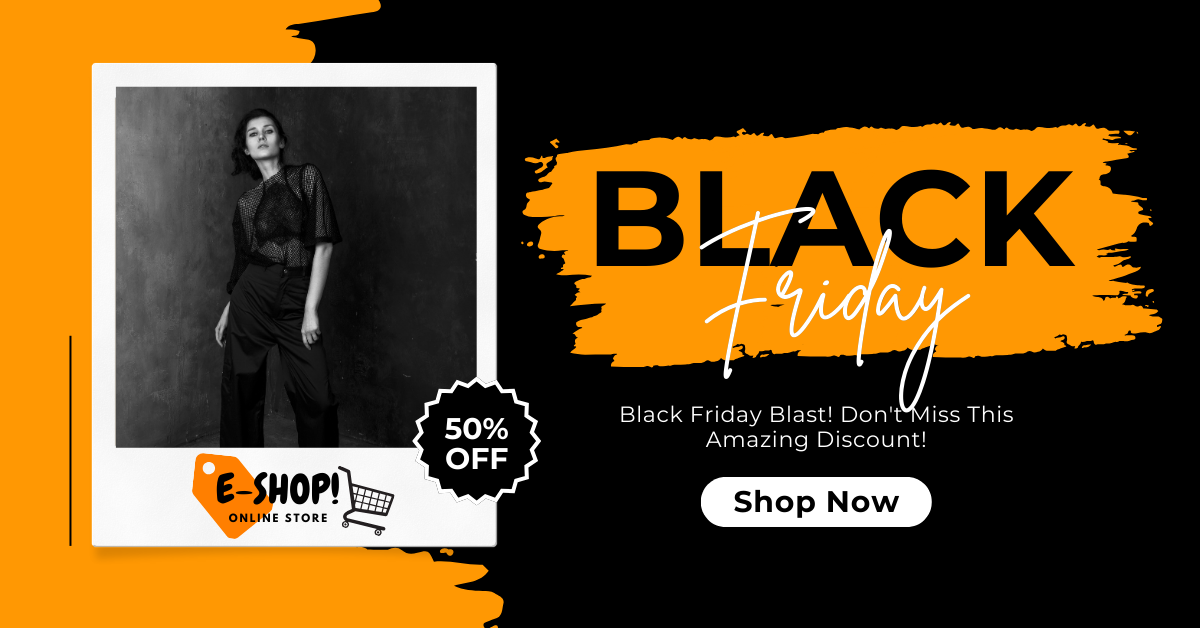 BLACK
Friday
Black Friday Blast! Don't Miss This
Amazing Discount!
Shop Now
50%
OFF
E-SHOP!
ONLINE STORE